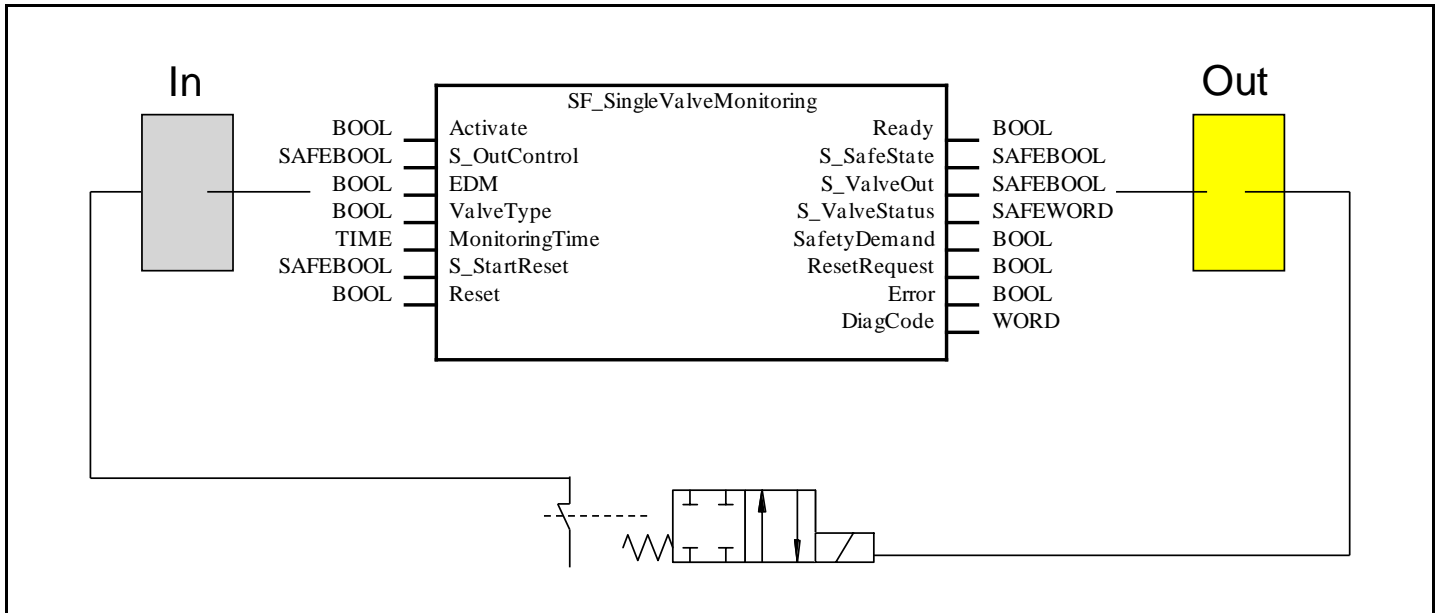 In
Out
SF_SingleValveMonitoring
BOOL Activate Ready BOOL
SAFEBOOL S_OutControl S_SafeState SAFEBOOL
BOOL EDM S_ValveOut SAFEBOOL
BOOL ValveType S_ValveStatus SAFEWORD
TIME MonitoringTime SafetyDemand BOOL
SAFEBOOL S_StartReset ResetRequest BOOL
BOOL Reset Error BOOL
DiagCode WORD